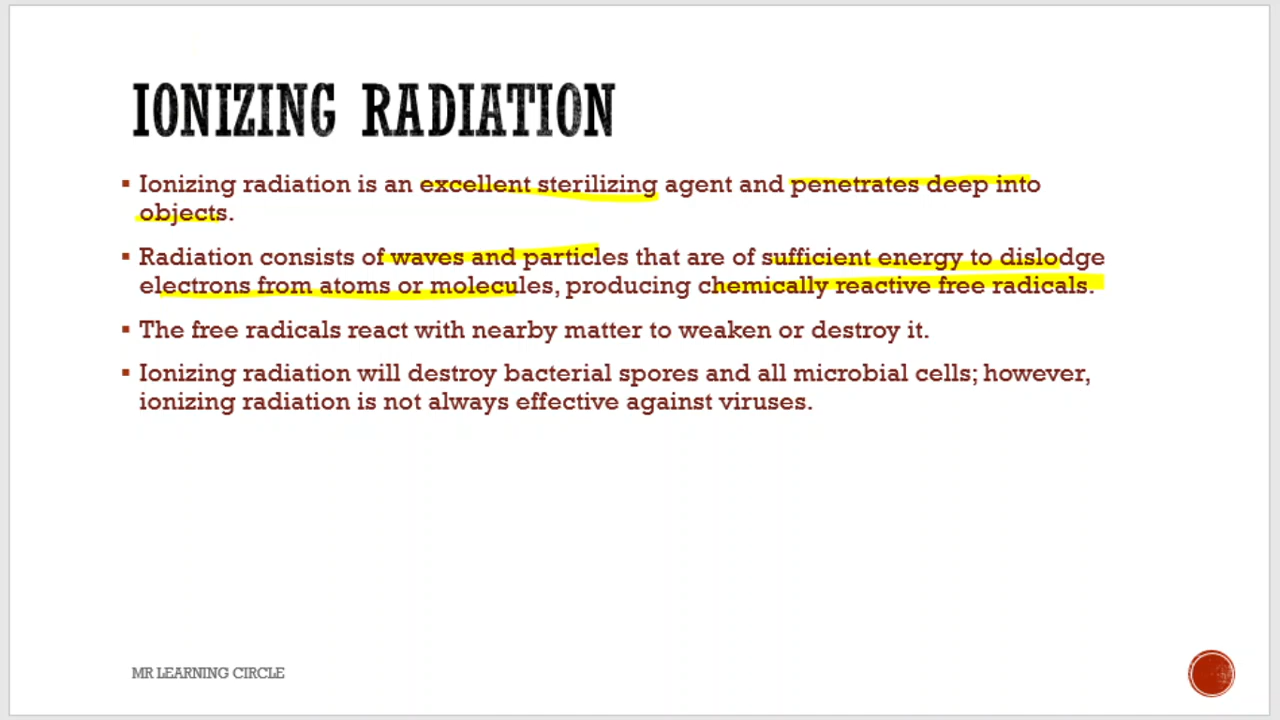 IONIZING RADIATION
▪ Ionizing radiation is an excellent sterilizing agent and penetrates deep into
objects.
▪ Radiation consists of waves and particles that are of sufficient energy to dislodge
electrons from atoms or molecules, producing chemically reactive free radicals.
▪ The free radicals react with nearby matter to weaken or destroy it.
▪ Ionizing radiation will destroy bacterial spores and all microbial cells; however,
ionizing radiation is not always effective against viruses.
MR LEARNING CIRCLE